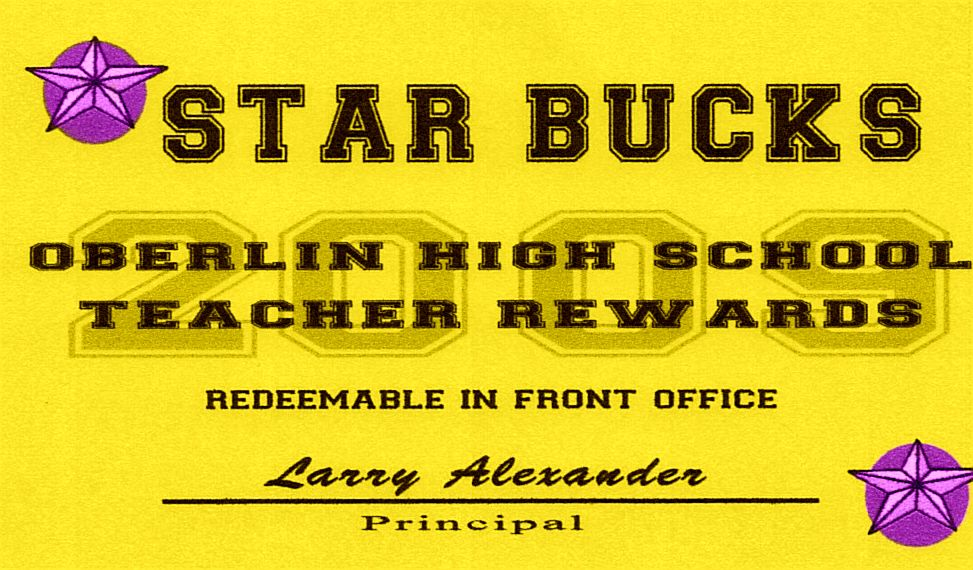 STAR BUCKS
2009
OBERLIN HIGH SCHOOL
TEACHER REWARDS
REDEEMABLE IN FRONT OFFICE
Larry Alexander
Principal